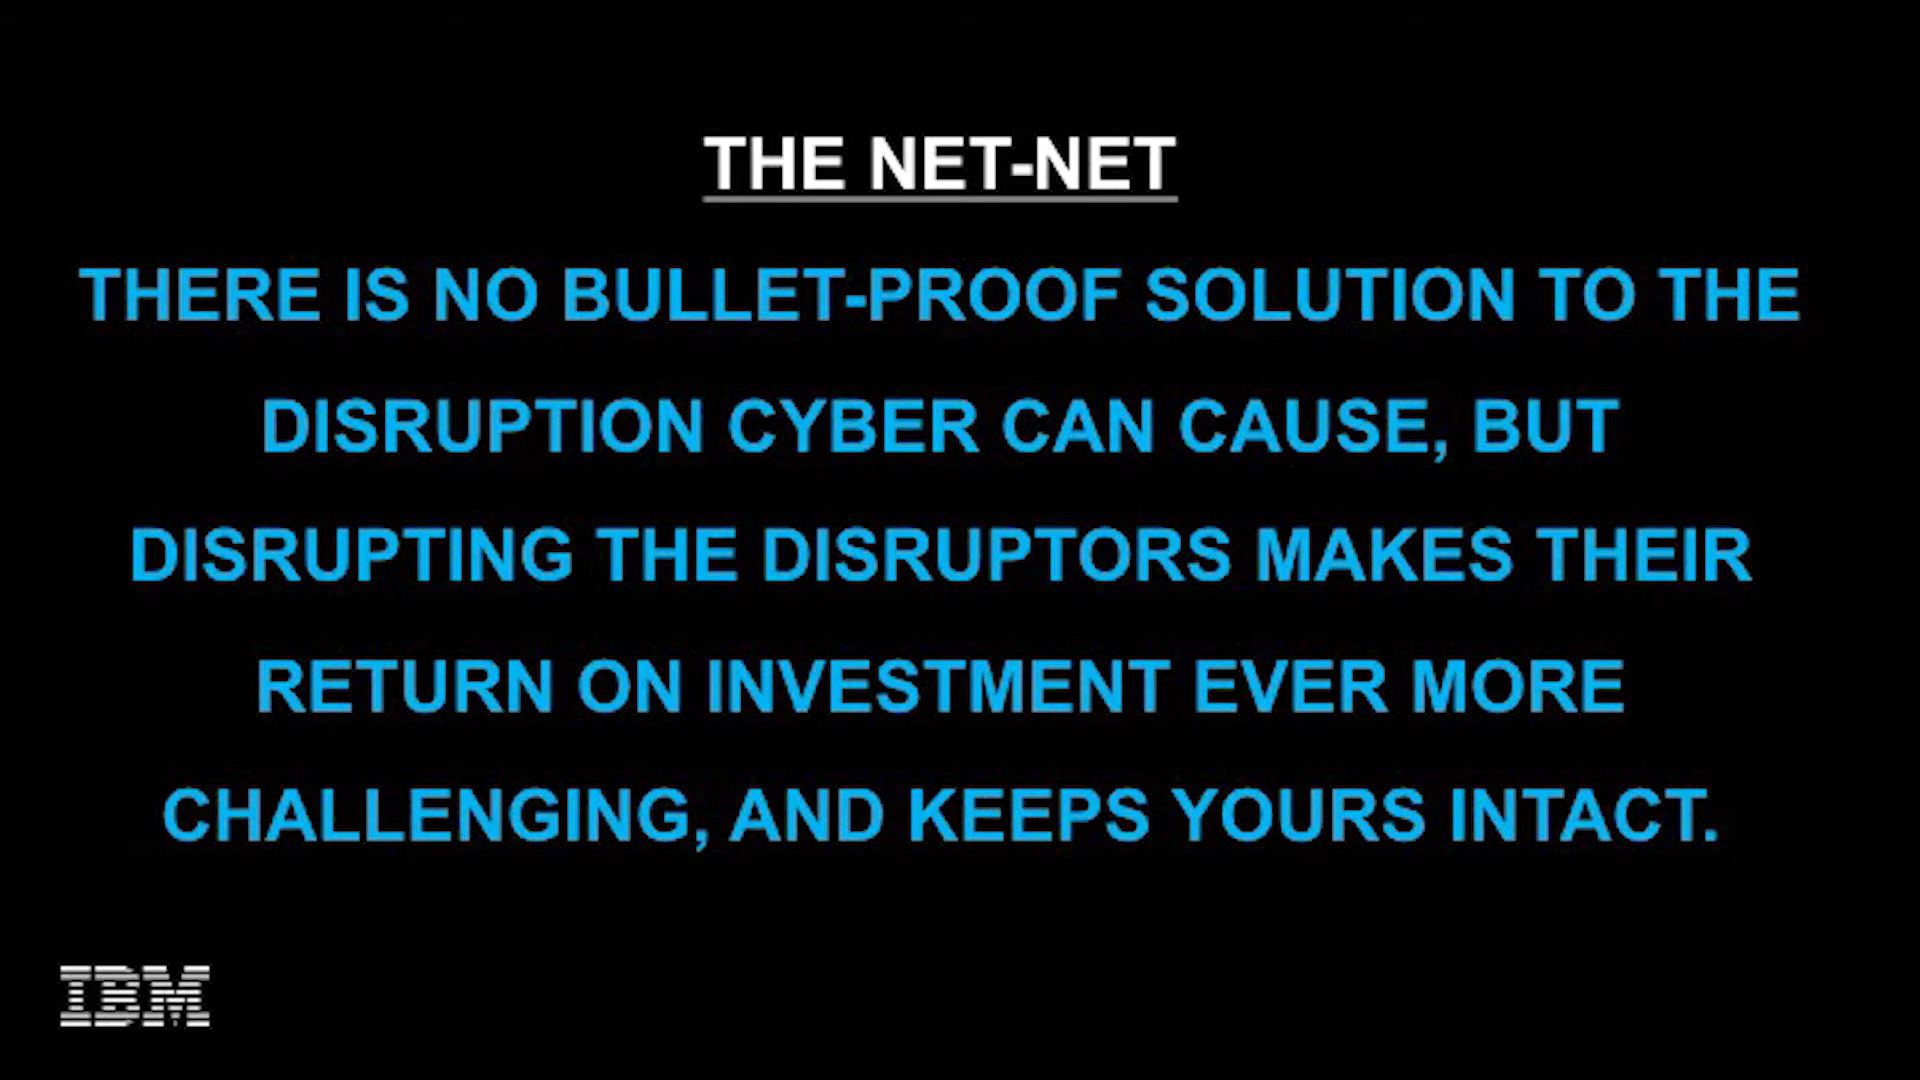 THE NET-NET
THERE IS NO BULLET-PROOF SOLUTION TO THE
DISRUPTION CYBER CAN CAUSE, BUT
DISRUPTING THE DISRUPTORS MAKES THEIR
RETURN ON INVESTMENT EVER MORE
CHALLENGING, AND KEEPS YOURS INTACT.
IBM